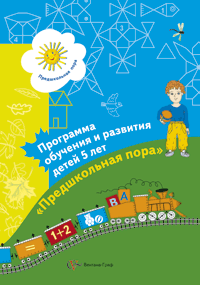 Предшкольная пора
Программа
обучения и развития
детей 5 лет
«Предшкольная пора»
1+2
R
A
Вентана-Граф